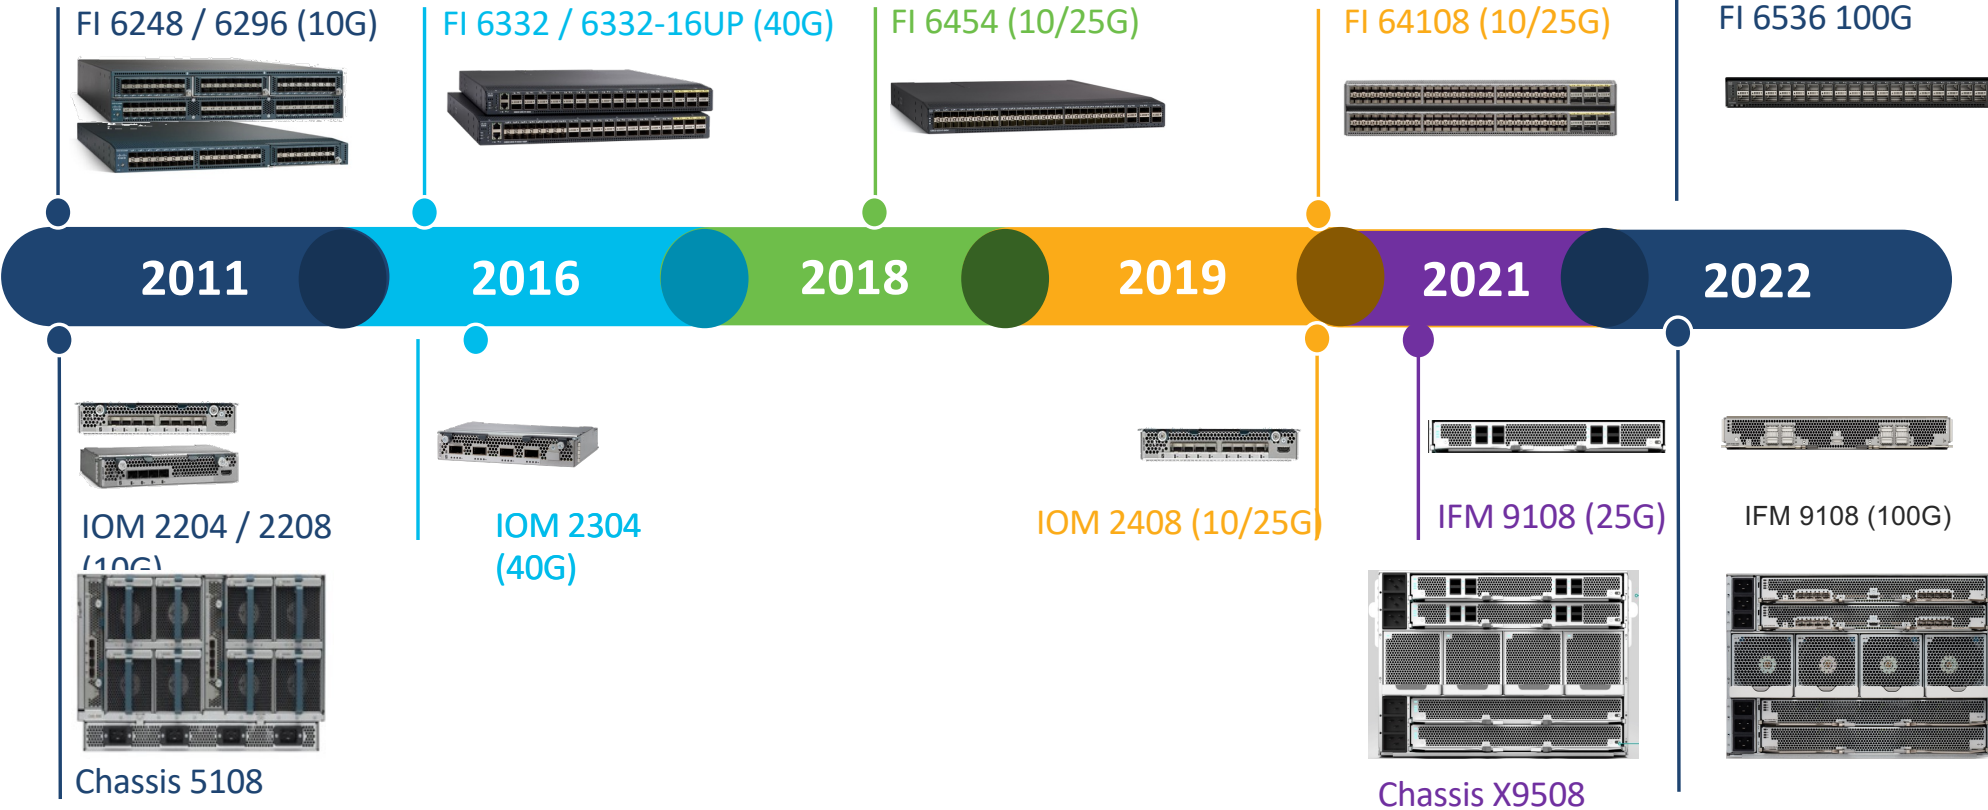 FI 6248 / 6296 (10G)
FI 6332 / 6332-16UP (40G)
FI 6454 (10/25G)
FI 64108 (10/25G)
FI 6536 100G
2011
2016
2018
2019
2021
2022
IOM 2204 / 2208
(10G)
IOM 2304
(40G)
IOM 2408 (10/25G)
IFM 9108 (25G)
IFM 9108 (100G)
Chassis 5108
Chassis X9508